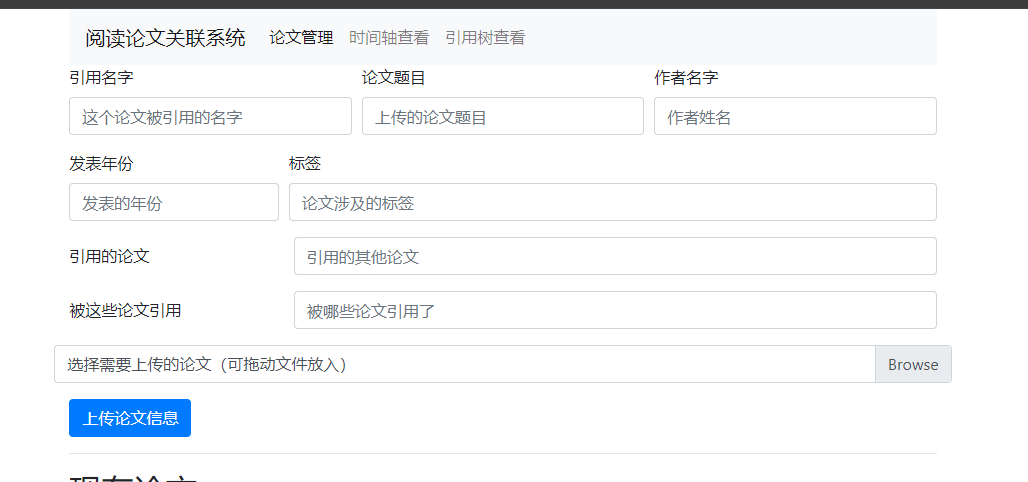 阅读论文关联系统 论文管理 时间轴查看 引用树查看
引用名字 论文题目 作者名字
这个论文被引用的名字 上传的论文题目 作者姓名
发表年份 标签
发表的年份 论文涉及的标签
引用的论文 引用的其他论文
被这些论文引用 被哪些论文引用了
选择需要上传的论文（可拖动文件放入） Browse
上传论文信息